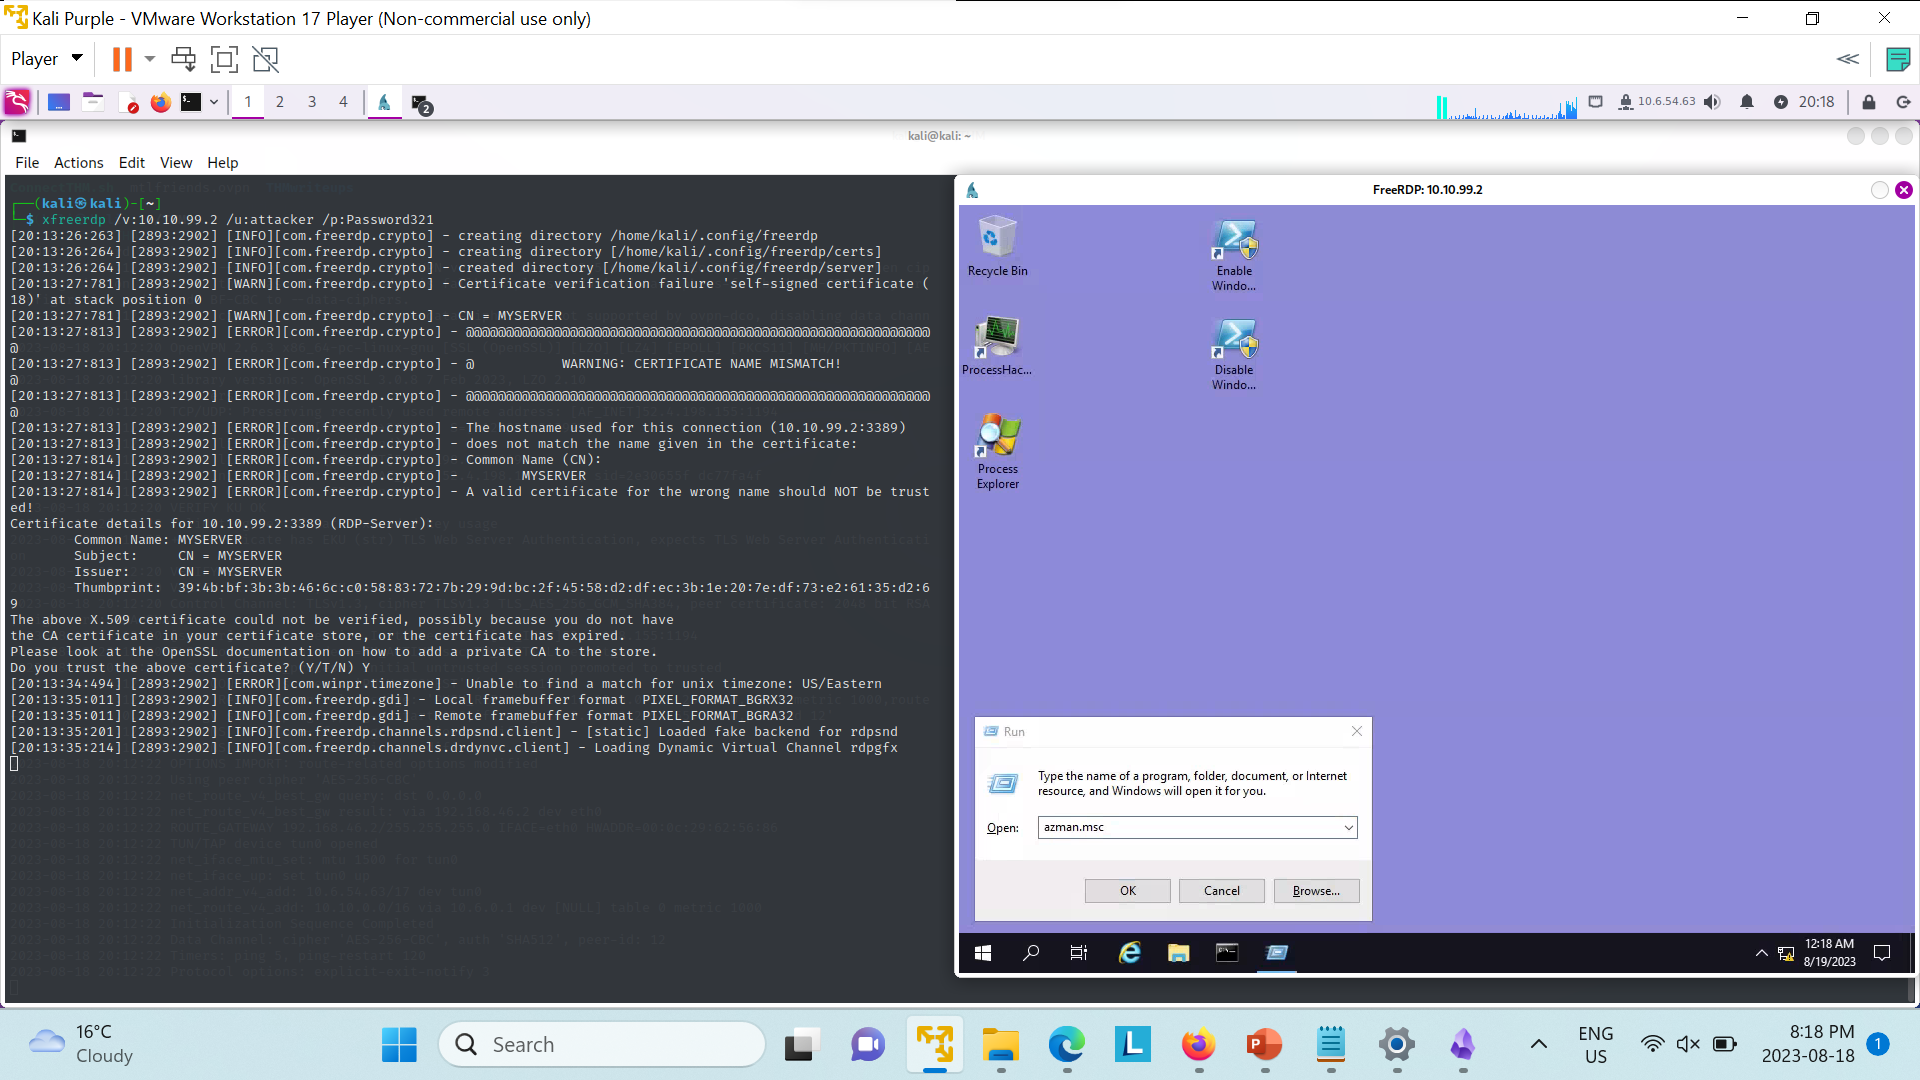 Kali Purple - VMware Workstation 17 Player (Non-commercial use only)
Player
1 2 3 4
2
10.6.54.63
20:18
kali@kali: ~
File Actions Edit View Help
┌──(kali㉿kali)-[~]
└─$ xfreerdp /v:10.10.99.2 /u:attacker /p:Password321
[20:13:26:263] [2893:2902] [INFO][com.freerdp.crypto] - creating directory /home/kali/.config/freerdp
[20:13:26:264] [2893:2902] [INFO][com.freerdp.crypto] - creating directory [/home/kali/.config/freerdp/certs]
[20:13:26:264] [2893:2902] [INFO][com.freerdp.crypto] - created directory [/home/kali/.config/freerdp/server]
[20:13:27:781] [2893:2902] [WARN][com.freerdp.crypto] - Certificate verification failure 'self-signed certificate (
18)' at stack position 0
[20:13:27:781] [2893:2902] [WARN][com.freerdp.crypto] - CN = MYSERVER
[20:13:27:813] [2893:2902] [ERROR][com.freerdp.crypto] - @@@@@@@@@@@@@@@@@@@@@@@@@@@@@@@@@@@@@@@@@@@@@@@@@@@@@@@@@@
@
[20:13:27:813] [2893:2902] [ERROR][com.freerdp.crypto] - @           WARNING: CERTIFICATE NAME MISMATCH!
@
[20:13:27:813] [2893:2902] [ERROR][com.freerdp.crypto] - @@@@@@@@@@@@@@@@@@@@@@@@@@@@@@@@@@@@@@@@@@@@@@@@@@@@@@@@@@
@
[20:13:27:813] [2893:2902] [ERROR][com.freerdp.crypto] - The hostname used for this connection (10.10.99.2:3389)
[20:13:27:813] [2893:2902] [ERROR][com.freerdp.crypto] - does not match the name given in the certificate:
[20:13:27:814] [2893:2902] [ERROR][com.freerdp.crypto] - Common Name (CN):
[20:13:27:814] [2893:2902] [ERROR][com.freerdp.crypto] -        MYSERVER
[20:13:27:814] [2893:2902] [ERROR][com.freerdp.crypto] - A valid certificate for the wrong name should NOT be trust
ed!
Certificate details for 10.10.99.2:3389 (RDP-Server):
        Common Name: MYSERVER
        Subject:     CN = MYSERVER
        Issuer:      CN = MYSERVER
        Thumbprint:  39:4b:bf:3b:3b:46:6c:c0:58:83:72:7b:29:9d:bc:2f:45:58:d2:df:ec:3b:1e:20:7e:df:73:e2:61:35:d2:6
9
The above X.509 certificate could not be verified, possibly because you do not have
the CA certificate in your certificate store, or the certificate has expired.
Please look at the OpenSSL documentation on how to add a private CA to the store.
Do you trust the above certificate? (Y/T/N) Y
[20:13:34:494] [2893:2902] [ERROR][com.winpr.timezone] - Unable to find a match for unix timezone: US/Eastern
[20:13:35:011] [2893:2902] [INFO][com.freerdp.gdi] - Local framebuffer format  PIXEL_FORMAT_BGRX32
[20:13:35:011] [2893:2902] [INFO][com.freerdp.gdi] - Remote framebuffer format PIXEL_FORMAT_BGRA32
[20:13:35:201] [2893:2902] [INFO][com.freerdp.channels.rdpsnd.client] - [static] Loaded fake backend for rdpsnd
[20:13:35:214] [2893:2902] [INFO][com.freerdp.channels.drdynvc.client] - Loading Dynamic Virtual Channel rdpgfx
FreeRDP: 10.10.99.2
Recycle Bin
Enable
Windo...
ProcessHac...
Disable
Windo...
Process
Explorer
Run
Type the name of a program, folder, document, or Internet
resource, and Windows will open it for you.
Open: azman.msc
OK Cancel Browse...
12:18 AM
8/19/2023
16°C
Cloudy
Search
ENG
US
8:18 PM
2023-08-18
1